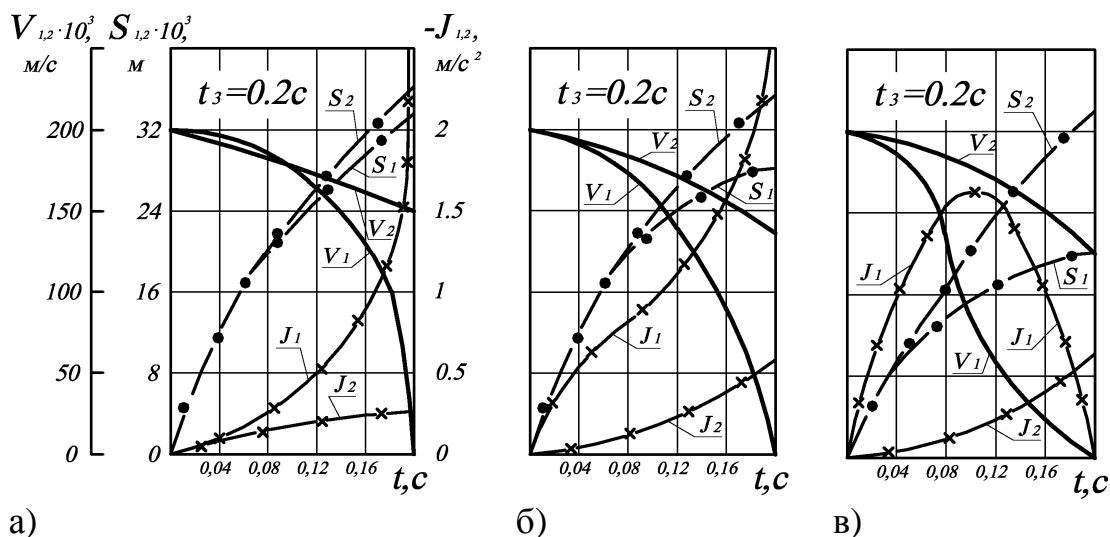 V₁,₂·10³, S₁,₂·10³ -J₁,₂,
м/с м м/с²
t₃=0.2c t₃=0.2c t₃=0.2c
S₂ S₂ S₂
200 32 2
V₂ V₂
S₁ V₁ S₁
150 24 1.5
V₂
V₁ J₁ S₁
100 16 1
J₁ J₁ J₁
J₂ V₁
50 8 0.5
J₂ J₂
0 0 0
0,04 0,08 0,12 0,16 0,04 0,08 0,12 0,16 0,04 0,08 0,12 0,16
t,c t,c t,c
а) б) в)